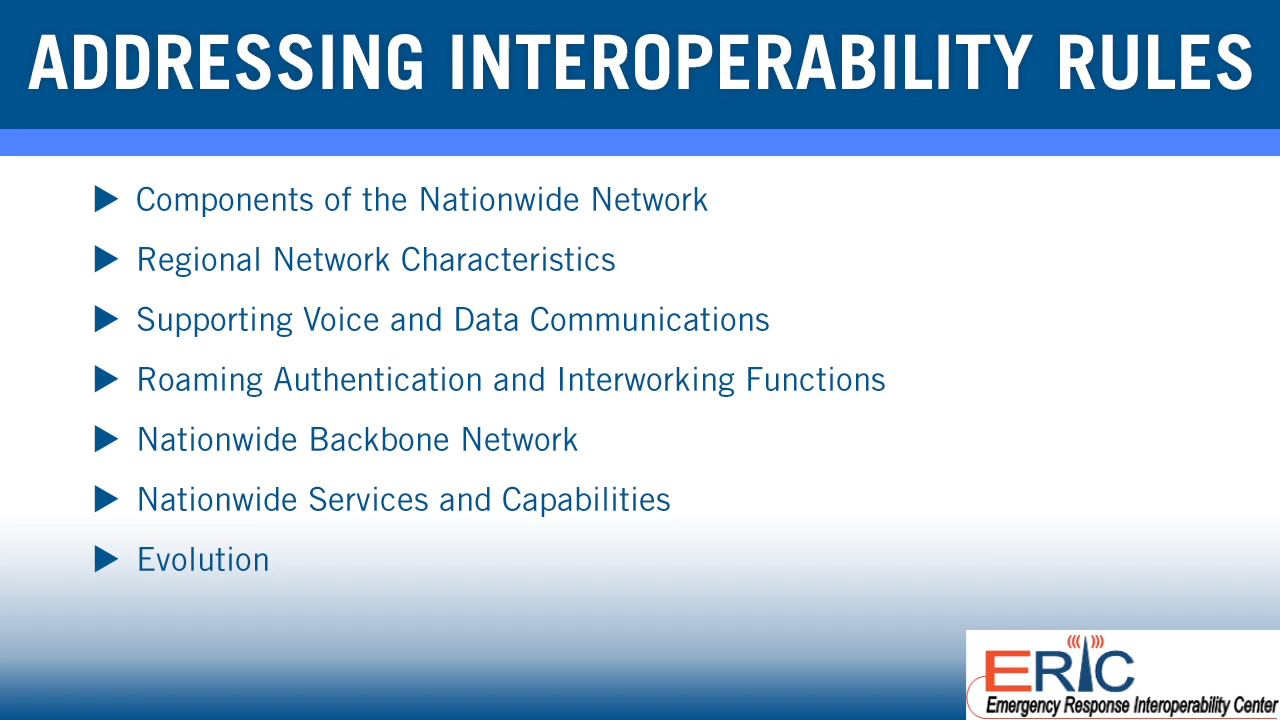 ADDRESSING INTEROPERABILITY RULES
Components of the Nationwide Network
Regional Network Characteristics
Supporting Voice and Data Communications
Roaming Authentication and Interworking Functions
Nationwide Backbone Network
Nationwide Services and Capabilities
Evolution
ERIC
Emergency Response Interoperability Center